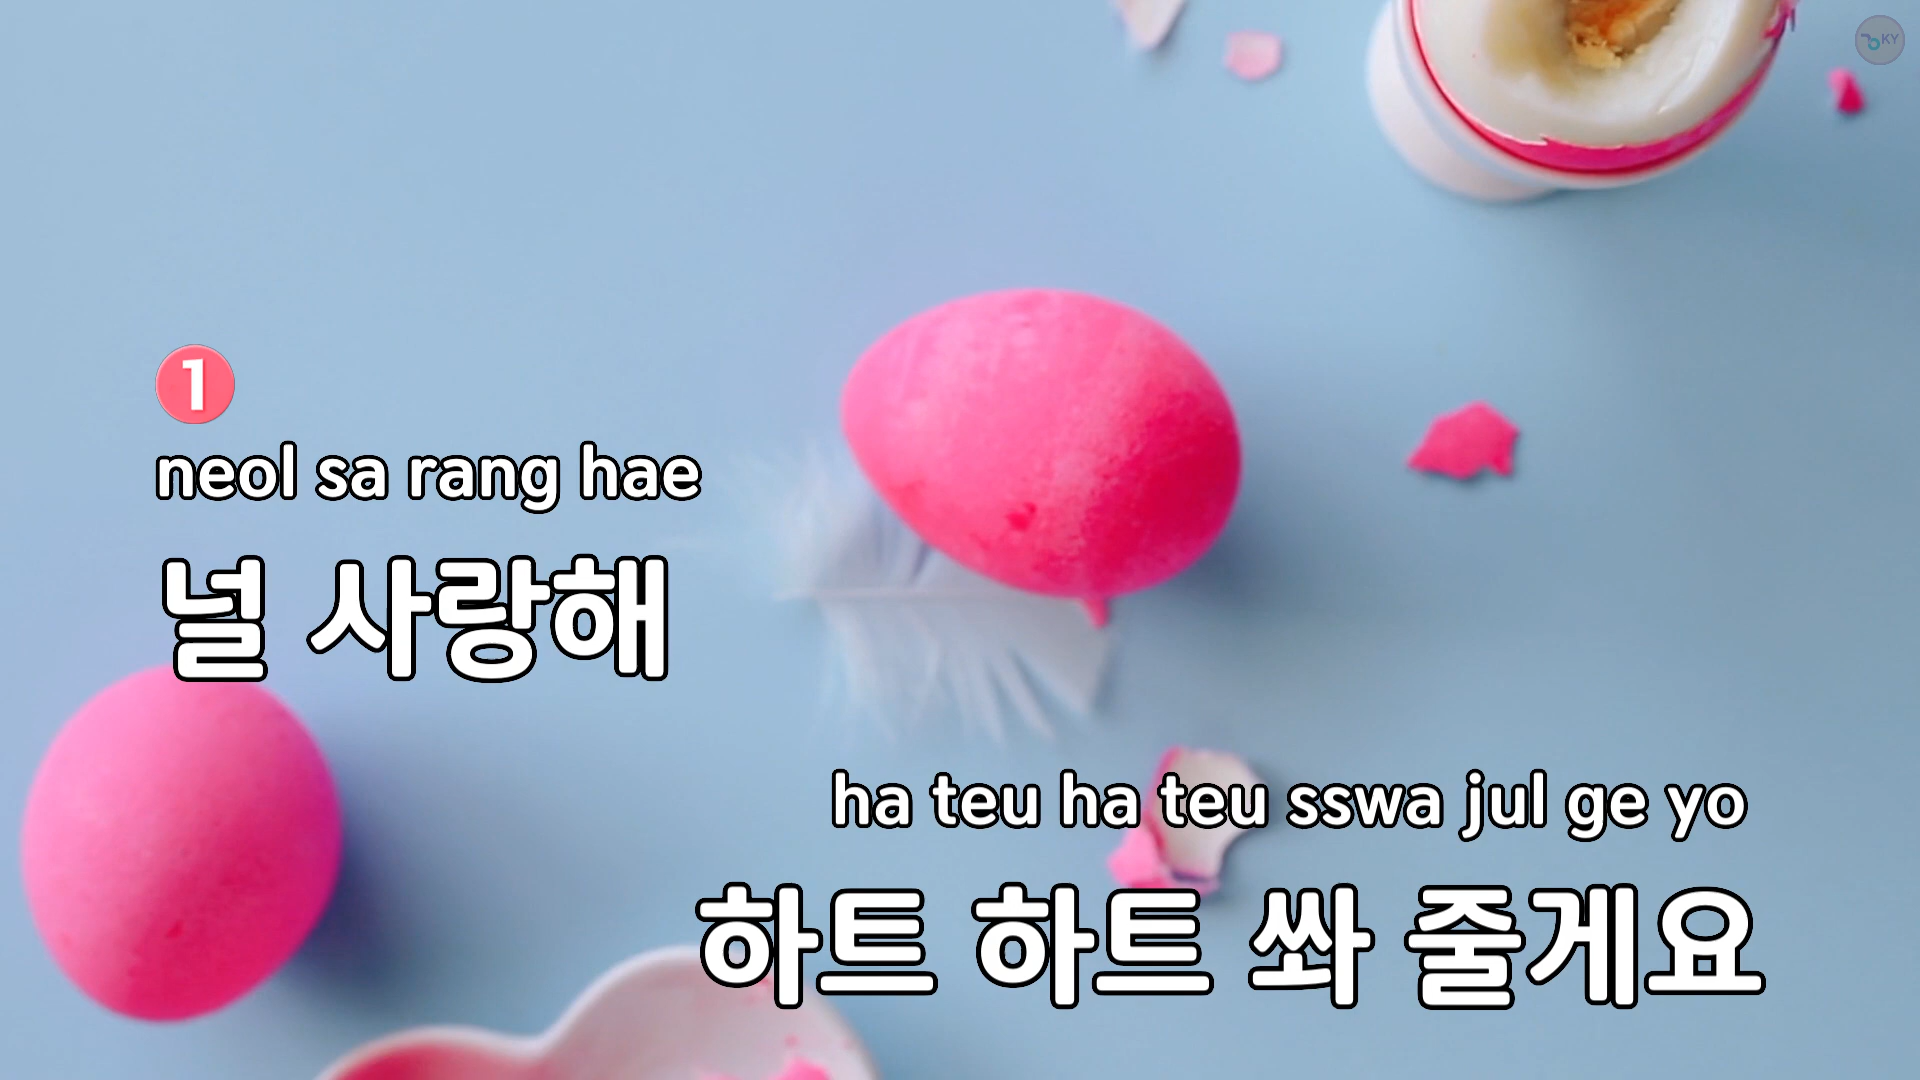 KY
1
neol sa rang hae
널 사랑해
ha teu ha teu sswa jul ge yo
하트 하트 쏴 줄게요